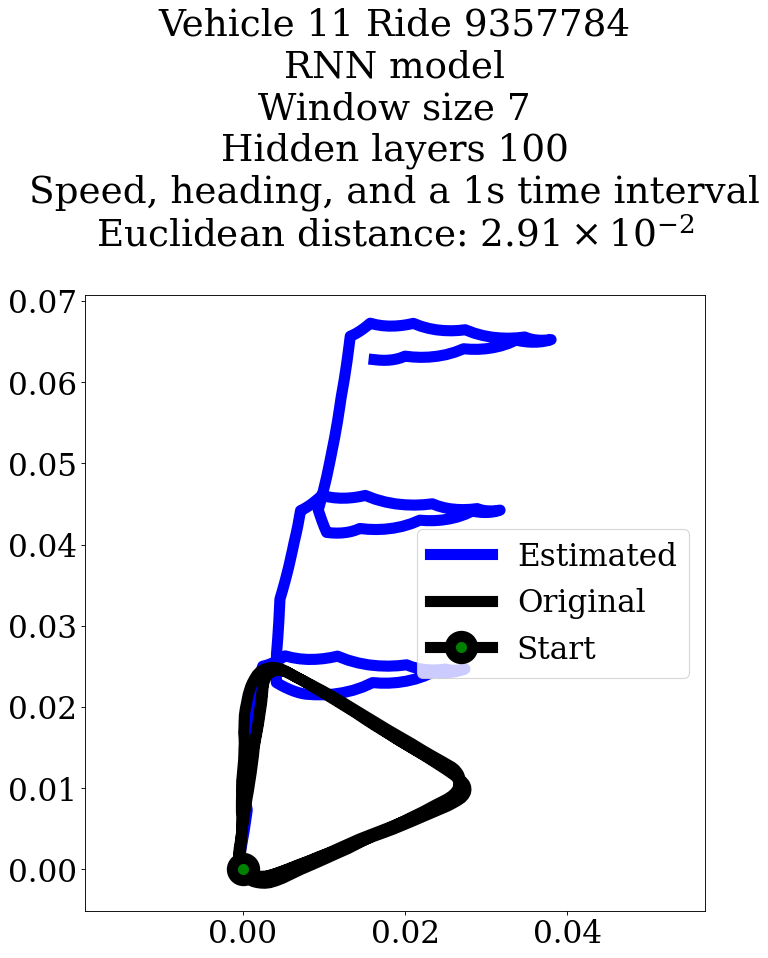 Vehicle 11 Ride 9357784
RNN model
Window size 7
Hidden layers 100
Speed, heading, and a 1s time interval
Euclidean distance: 2.91 × 10⁻²
0.07
0.06
0.05
0.04
0.03
0.02
0.01
0.00
Estimated
Original
Start
0.00 0.02 0.04